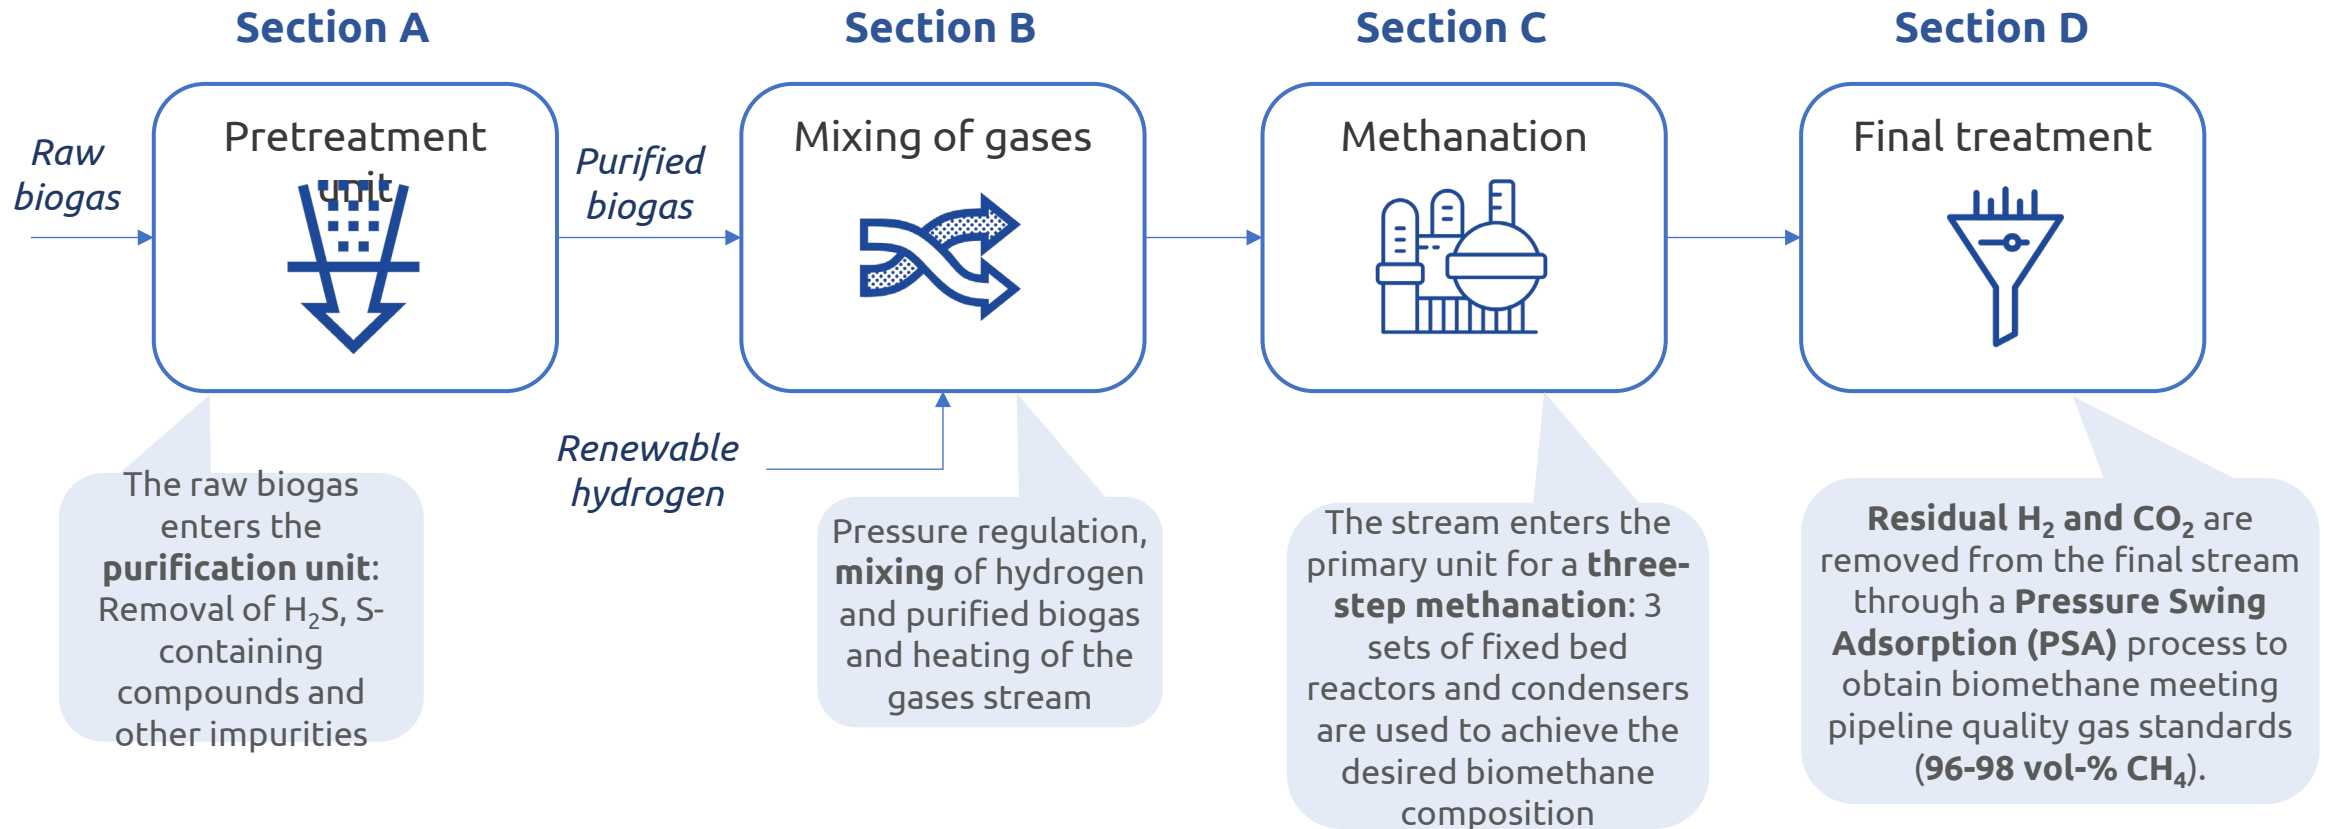 Section A
Section B
Section C
Section D
Pretreatment
unit
Mixing of gases
Methanation
Final treatment
Raw
biogas
Purified
biogas
Renewable
hydrogen
The raw biogas
enters the
purification unit:
Removal of H₂S, S-
containing
compounds and
other impurities
Pressure regulation,
mixing of hydrogen
and purified biogas
and heating of the
gases stream
The stream enters the
primary unit for a three-
step methanation: 3
sets of fixed bed
reactors and condensers
are used to achieve the
desired biomethane
composition
Residual H₂ and CO₂ are
removed from the final stream
through a Pressure Swing
Adsorption (PSA) process to
obtain biomethane meeting
pipeline quality gas standards
(96-98 vol-% CH₄).